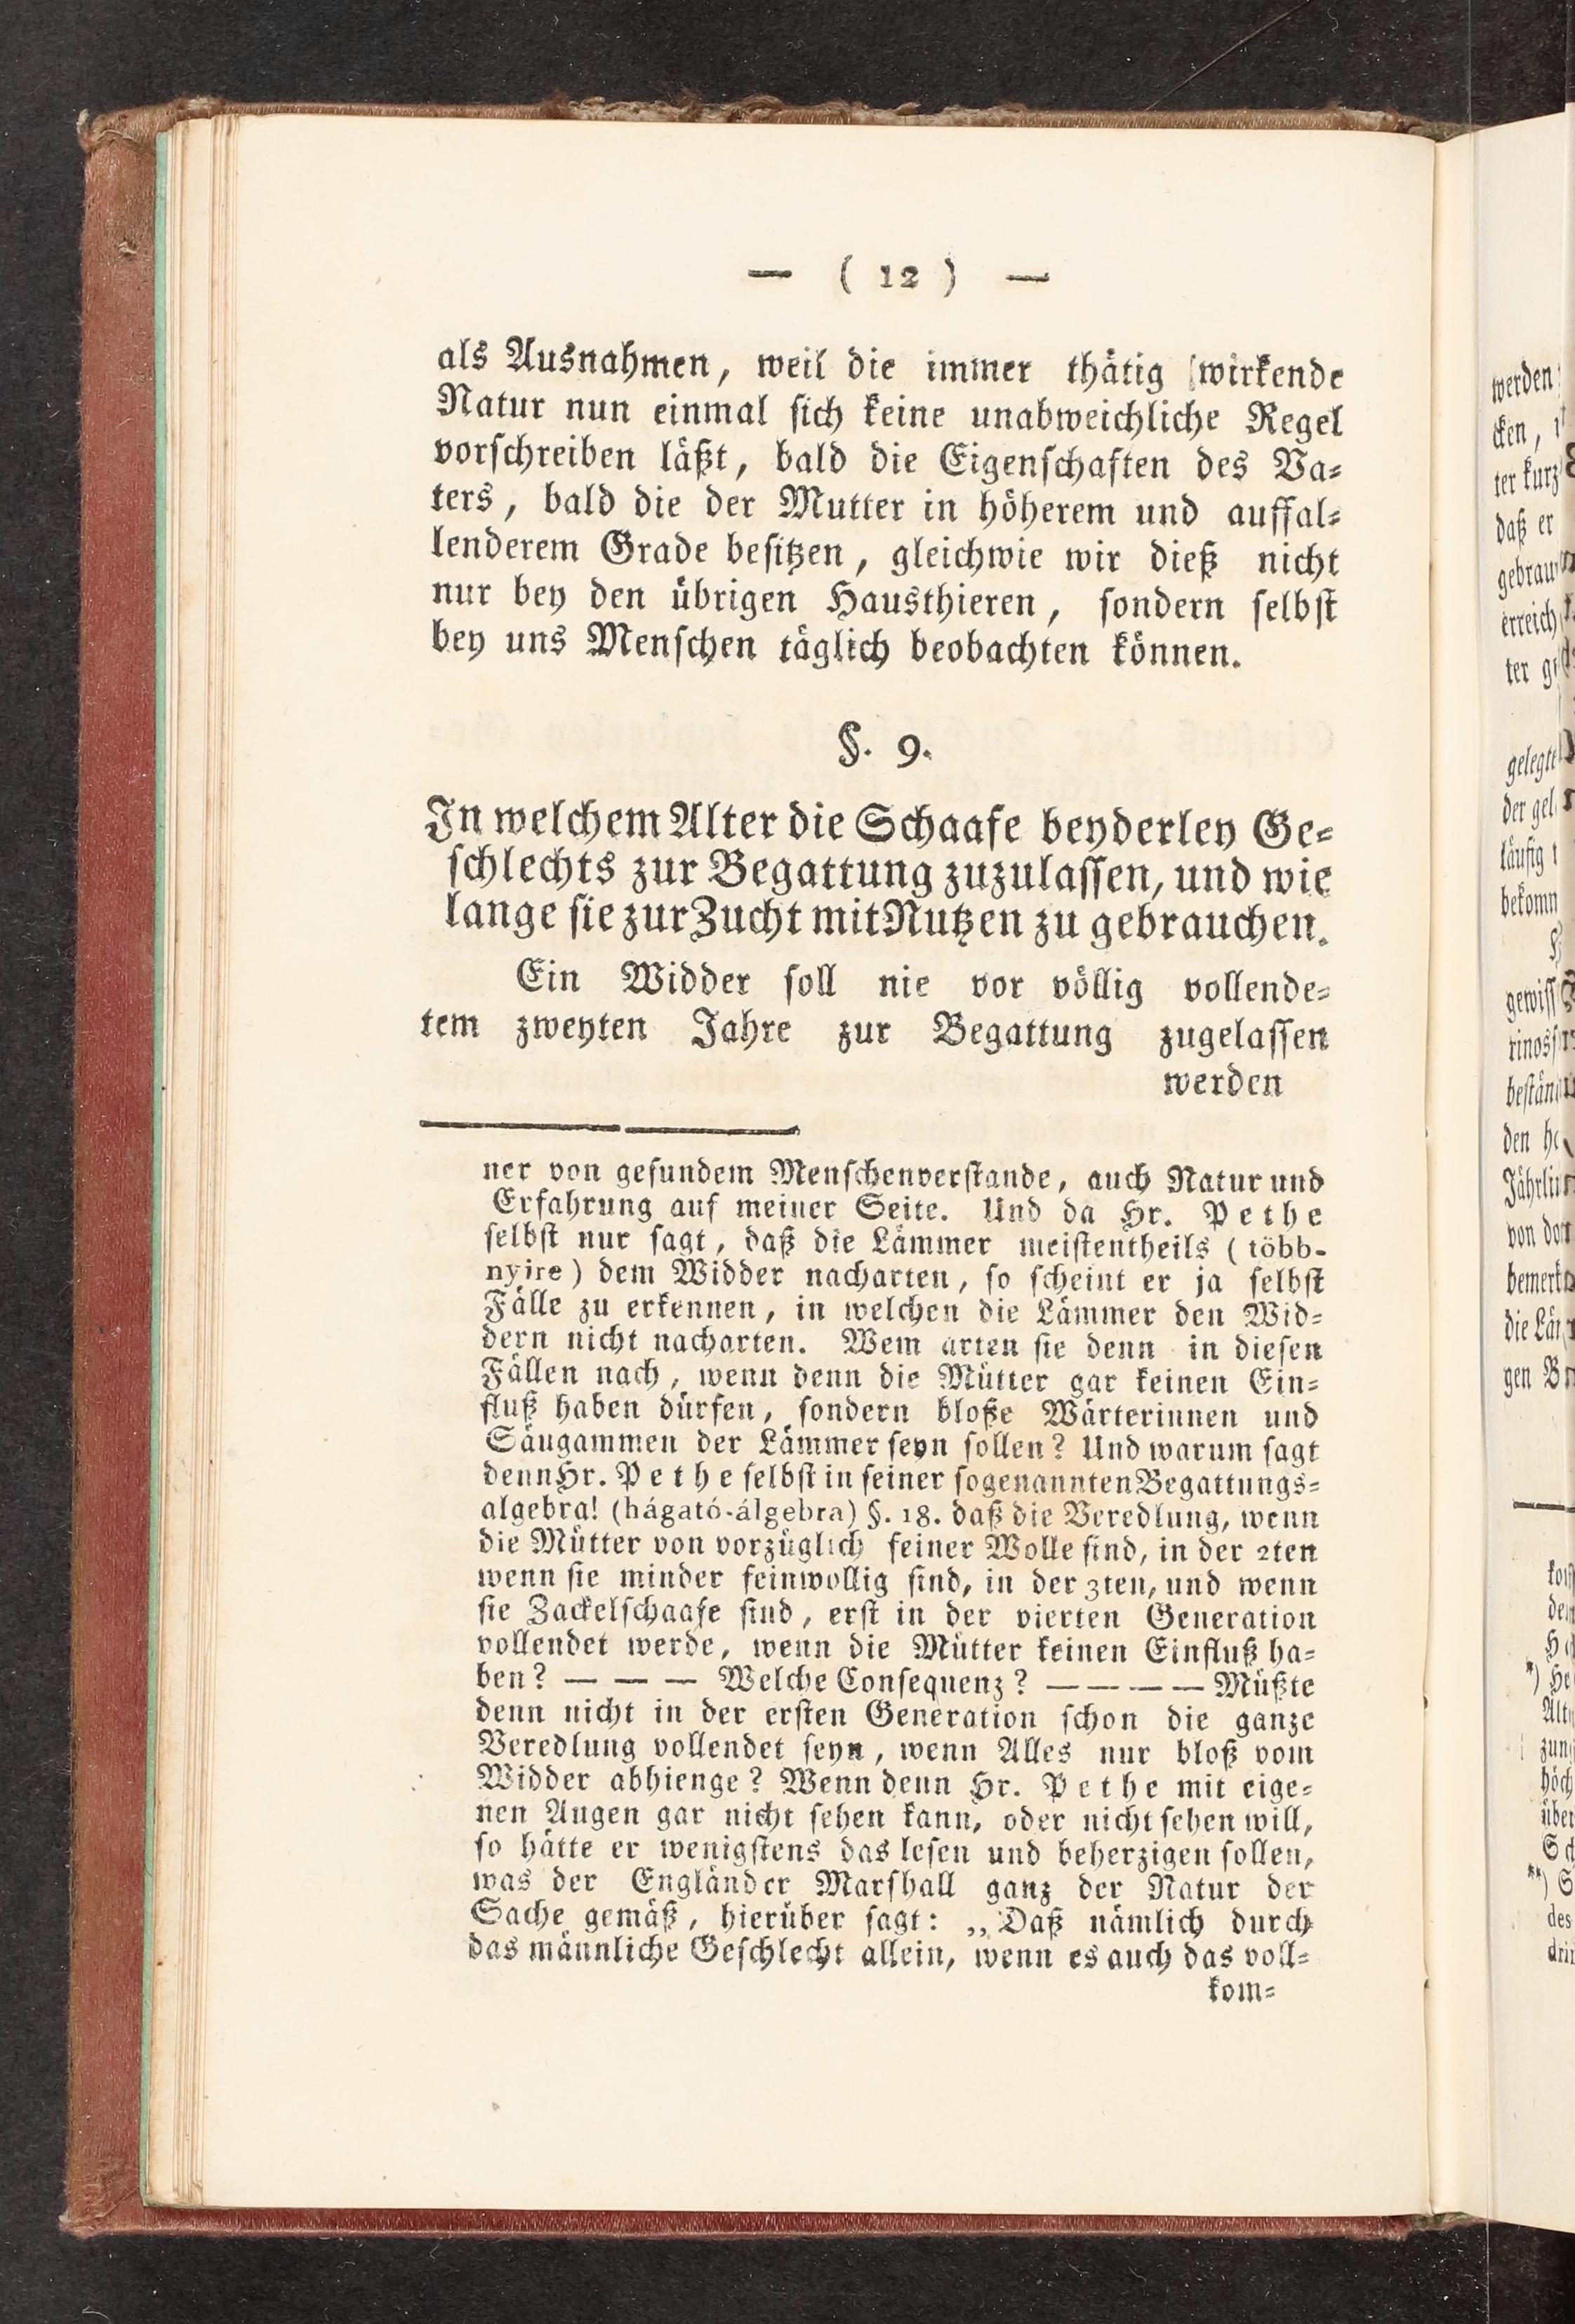 — ( 12 ) —
als Ausnahmen, weil die immer thätig wirkende
Natur nun einmal sich keine unabweichliche Regel
vorschreiben läßt, bald die Eigenschaften des Va-
ters, bald die der Mutter in höherem und auffal-
lenderem Grade besitzen, gleichwie wir dieß nicht
nur bey den übrigen Hausthieren, sondern selbst
bey uns Menschen täglich beobachten können.
§. 9.
In welchem Alter die Schaafe beyderley Ge-
schlechts zur Begattung zuzulassen, und wie
lange sie zur Zucht mit Nutzen zu gebrauchen.
Ein Widder soll nie vor völlig vollende-
tem zweyten Jahre zur Begattung zugelassen
werden
ner von gesundem Menschenverstande, auch Natur und
Erfahrung auf meiner Seite. Und da Hr. Pethe
selbst nur sagt, daß die Lämmer meistentheils (több-
nyire) dem Widder nacharten, so scheint er ja selbst
Fälle zu erkennen, in welchen die Lämmer den Wid-
dern nicht nacharten. Wem arten sie denn in diesen
Fällen nach, wenn denn die Mütter gar keinen Ein-
fluß haben dürfen, sondern bloße Wärterinnen und
Säugammen der Lämmer seyn sollen? Und warum sagt
denn Hr. Pethe selbst in seiner sogenannten Begattungs-
algebra! (hágató-álgebra) §. 18. daß die Veredlung, wenn
die Mütter von vorzüglich feiner Wolle sind, in der 2ten
wenn sie minder feinwollig sind, in der 3ten, und wenn
sie Zackelschaafe sind, erst in der vierten Generation
vollendet werde, wenn die Mütter keinen Einfluß ha-
ben? — — — Welche Consequenz? — — — — Müßte
denn nicht in der ersten Generation schon die ganze
Veredlung vollendet seyn, wenn Alles nur bloß vom
Widder abhienge? Wenn denn Hr. Pethe mit eige-
nen Augen gar nicht sehen kann, oder nicht sehen will,
so hätte er wenigstens das lesen und beherzigen sollen,
was der Engländer Marshall ganz der Natur der
Sache gemäß, hierüber sagt: „Daß nämlich durch
das männliche Geschlecht allein, wenn es auch das voll-
kom-